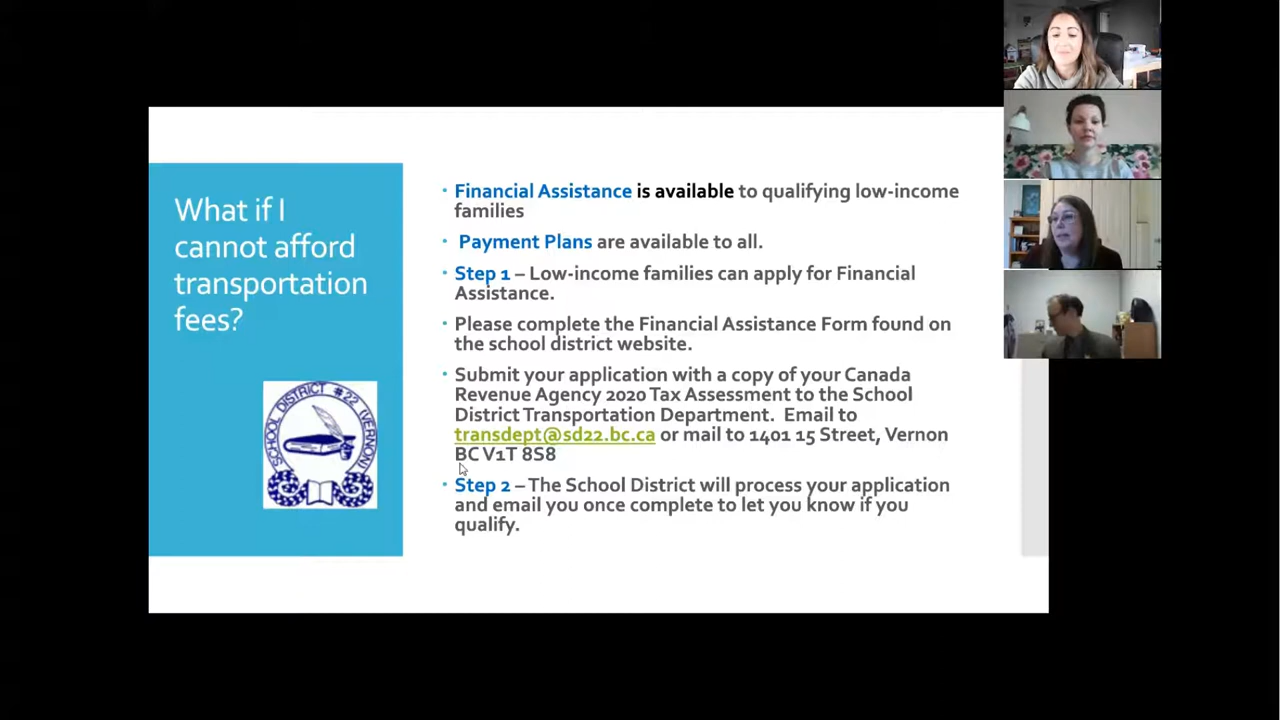 What if I
cannot afford
transportation
fees?
SCHOOL DISTRICT #22 (VERNON)
Financial Assistance is available to qualifying low-income
families
Payment Plans are available to all.
Step 1 – Low-income families can apply for Financial
Assistance.
Please complete the Financial Assistance Form found on
the school district website.
Submit your application with a copy of your Canada
Revenue Agency 2020 Tax Assessment to the School
District Transportation Department.  Email to
transdept@sd22.bc.ca or mail to 1401 15 Street, Vernon
BC V1T 8S8
Step 2 – The School District will process your application
and email you once complete to let you know if you
qualify.